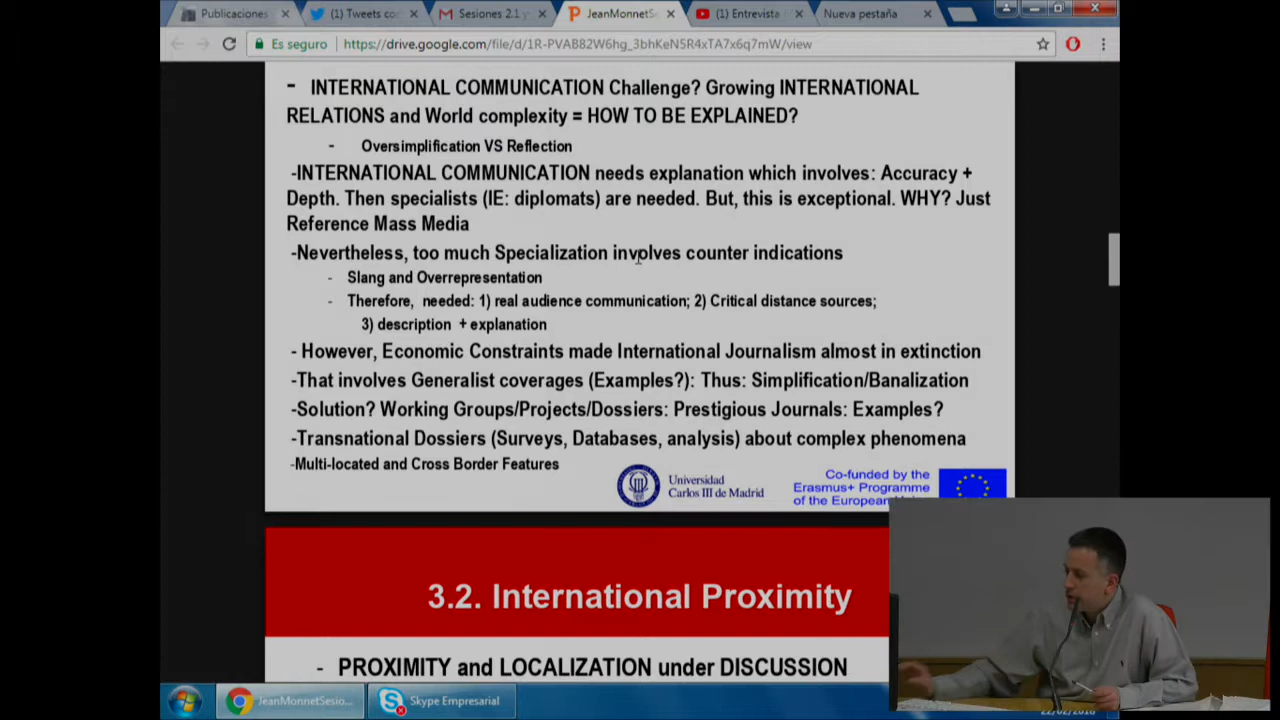 Publicaciones
(1) Tweets co
Sesiones 2.1 y
JeanMonnetSe
(1) Entrevista
Nueva pestaña
Es seguro
https://drive.google.com/file/d/1R-PVAB82W6hg_3bhKeN5R4xTA7x6q7mW/view
- INTERNATIONAL COMMUNICATION Challenge? Growing INTERNATIONAL
RELATIONS and World complexity = HOW TO BE EXPLAINED?
- Oversimplification VS Reflection
-INTERNATIONAL COMMUNICATION needs explanation which involves: Accuracy +
Depth. Then specialists (IE: diplomats) are needed. But, this is exceptional. WHY? Just
Reference Mass Media
-Nevertheless, too much Specialization involves counter indications
- Slang and Overrepresentation
- Therefore, needed: 1) real audience communication; 2) Critical distance sources;
3) description + explanation
- However, Economic Constraints made International Journalism almost in extinction
-That involves Generalist coverages (Examples?): Thus: Simplification/Banalization
-Solution? Working Groups/Projects/Dossiers: Prestigious Journals: Examples?
-Transnational Dossiers (Surveys, Databases, analysis) about complex phenomena
-Multi-located and Cross Border Features
Universidad
Carlos III de Madrid
Co-funded by the
Erasmus+ Programme
of the European
3.2. International Proximity
- PROXIMITY and LOCALIZATION under DISCUSSION
JeanMonnetSesio...
Skype Empresarial